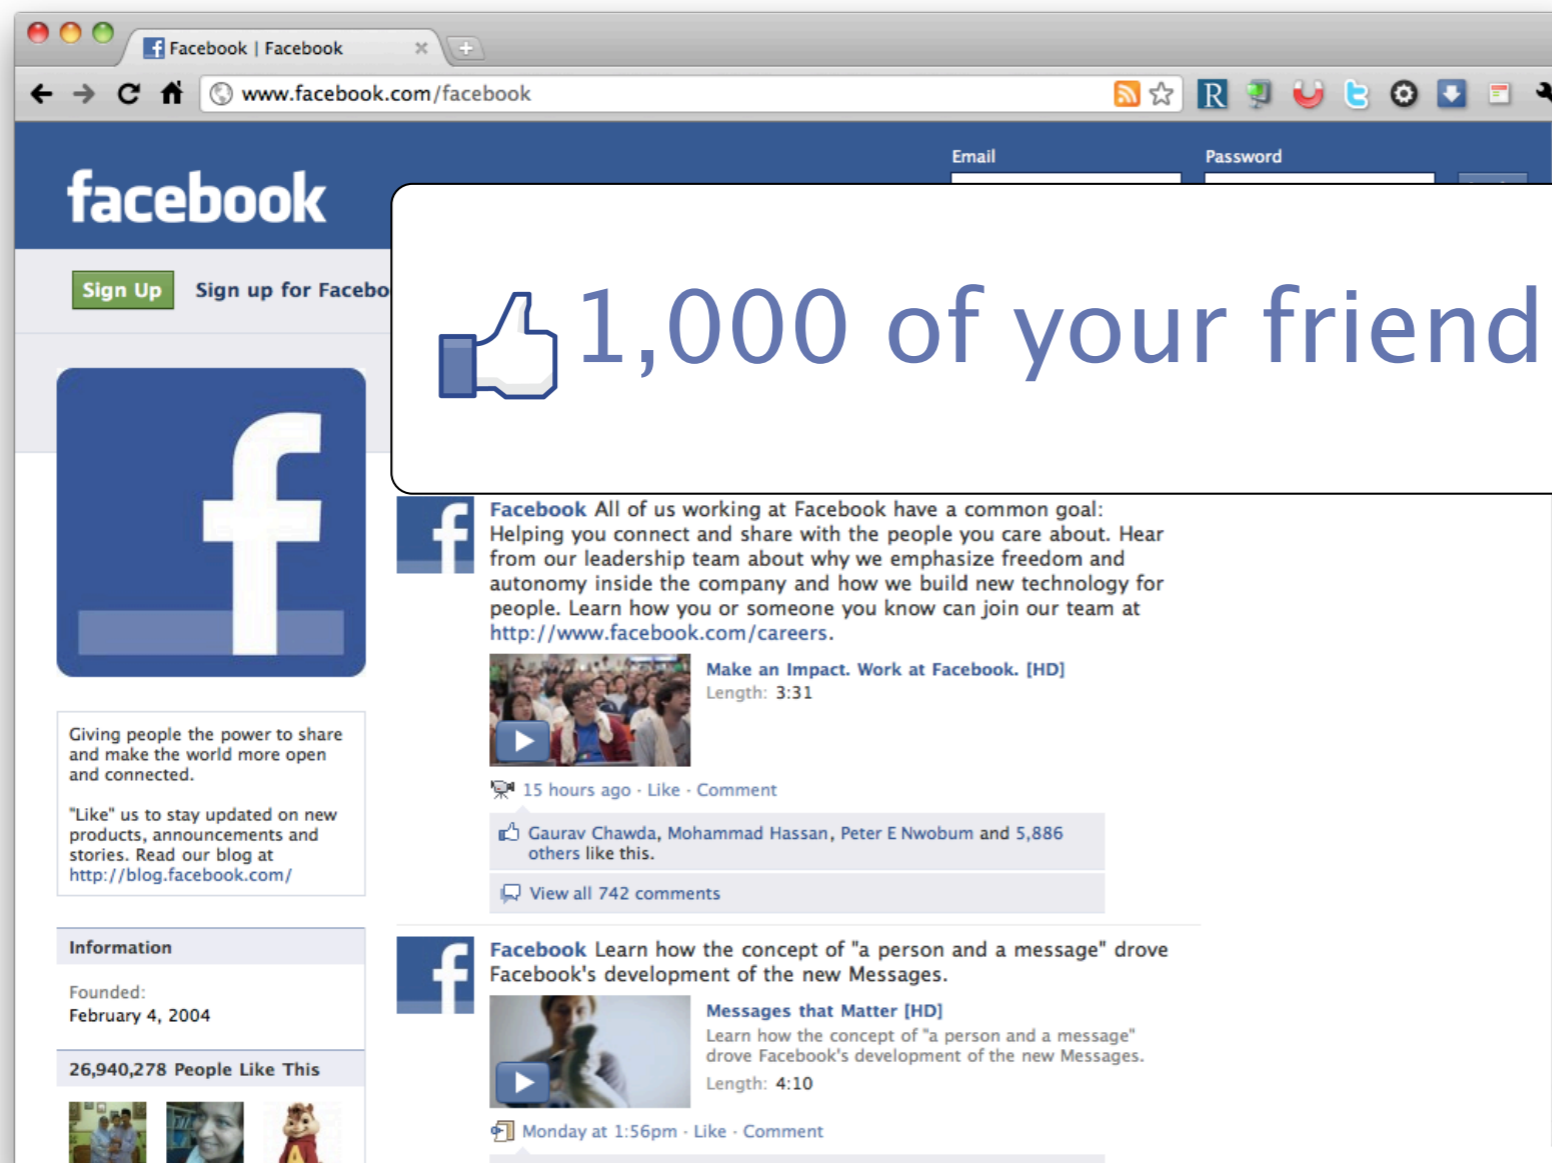 Facebook | Facebook
www.facebook.com/facebook
Email
Password
facebook
Sign Up
Sign up for Facebo
1,000 of your friend
Facebook All of us working at Facebook have a common goal:
Helping you connect and share with the people you care about. Hear
from our leadership team about why we emphasize freedom and
autonomy inside the company and how we build new technology for
people. Learn how you or someone you know can join our team at
http://www.facebook.com/careers.
Make an Impact. Work at Facebook. [HD]
Length: 3:31
15 hours ago · Like · Comment
Gaurav Chawda, Mohammad Hassan, Peter E Nwobum and 5,886
others like this.
View all 742 comments
Giving people the power to share
and make the world more open
and connected.
"Like" us to stay updated on new
products, announcements and
stories. Read our blog at
http://blog.facebook.com/
Information
Founded:
February 4, 2004
26,940,278 People Like This
Facebook Learn how the concept of "a person and a message" drove
Facebook's development of the new Messages.
Messages that Matter [HD]
Learn how the concept of "a person and a message"
drove Facebook's development of the new Messages.
Length: 4:10
Monday at 1:56pm · Like · Comment